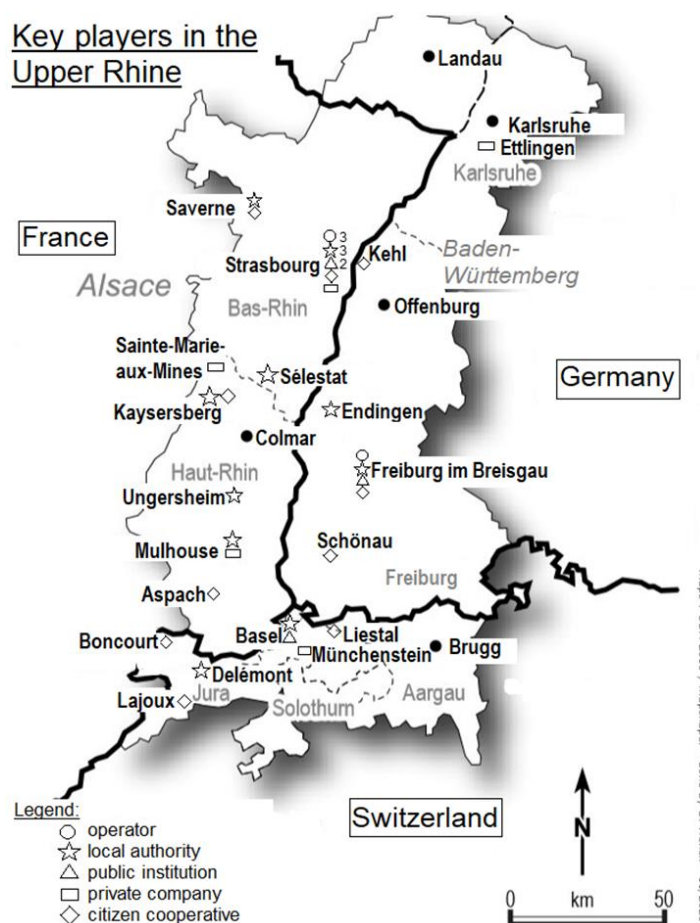 Key players in the
Upper Rhine
Landau
Karlsruhe
Ettlingen
Karlsruhe
Saverne
France
3
3
Strasbourg
2
Kehl
Baden-
Württemberg
Alsace
Bas-Rhin
Offenburg
Sainte-Marie-
aux-Mines
Sélestat
Germany
Kaysersberg
Endingen
Colmar
Haut-Rhin
Freiburg im Breisgau
Ungersheim
Schönau
Mulhouse
Freiburg
Aspach
Boncourt
Basel
Liestal
Münchenstein
Brugg
Delémont
Jura
Lajoux
Solothurn
Aargau
Switzerland
Legend:
operator
local authority
public institution
private company
citizen cooperative
N
0 km 50